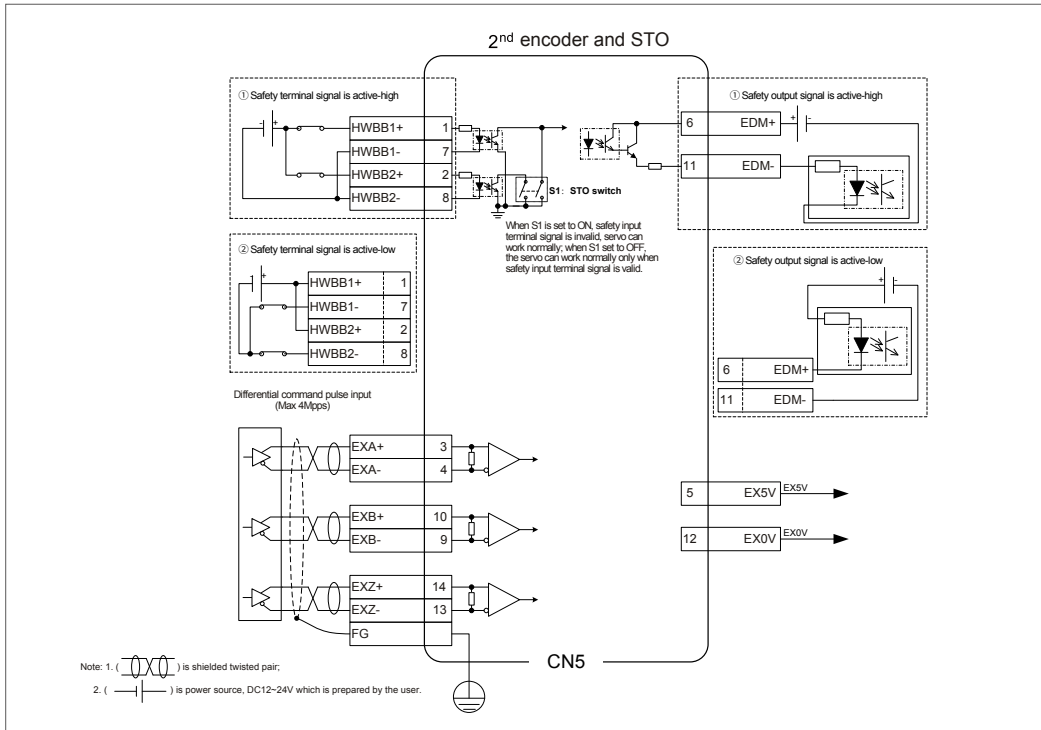 2nd encoder and STO
① Safety terminal signal is active-high
- +
HWBB1+ 1
HWBB1- 7
HWBB2+ 2
HWBB2- 8
S1: STO switch
When S1 is set to ON, safety input
terminal signal is invalid, servo can
work normally; when S1 set to OFF,
the servo can work normally only when
safety input terminal signal is valid.
① Safety output signal is active-high
6 EDM+ + -
11 EDM-
② Safety terminal signal is active-low
- +
HWBB1+ 1
HWBB1- 7
HWBB2+ 2
HWBB2- 8
② Safety output signal is active-low
+ -
6 EDM+
11 EDM-
Differential command pulse input
(Max 4Mpps)
EXA+ 3
EXA- 4
EXB+ 10
EXB- 9
EXZ+ 14
EXZ- 13
FG
5 EX5V EX5V
12 EX0V EX0V
CN5
Note: 1. ( ) is shielded twisted pair;
2. ( ) is power source, DC12~24V which is prepared by the user.